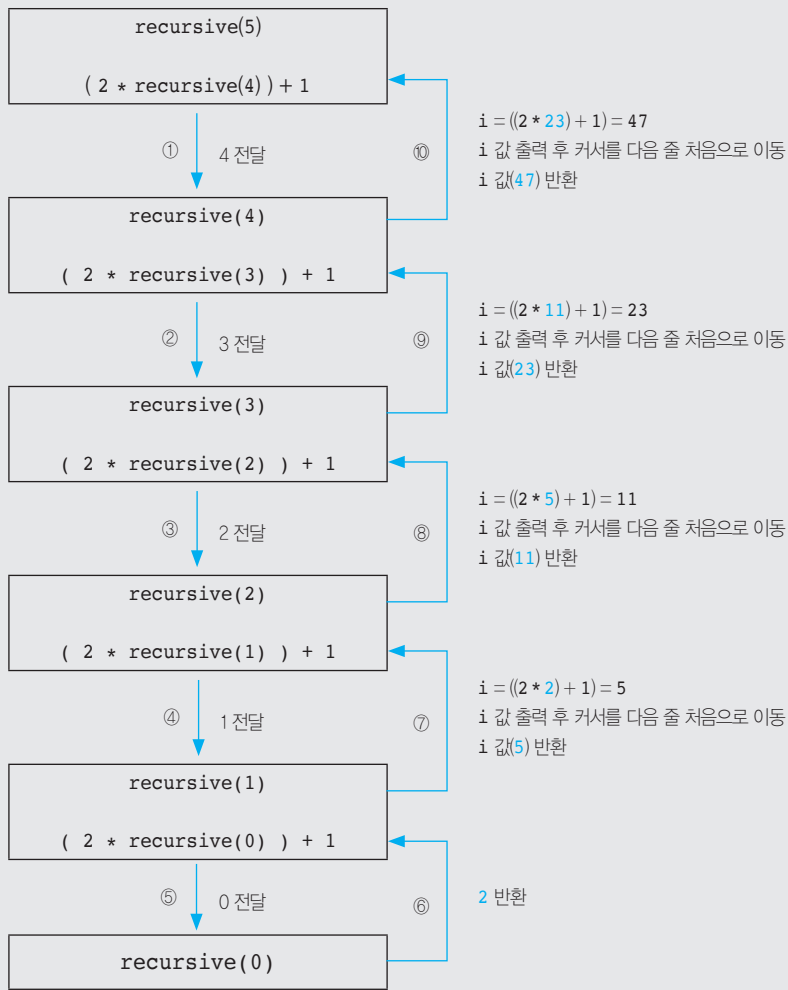 recursive(5)
( 2 * recursive(4) ) + 1
① 4 전달
⑩
i = ((2 * 23) + 1) = 47
i 값 출력 후 커서를 다음 줄 처음으로 이동
i 값(47) 반환
recursive(4)
( 2 * recursive(3) ) + 1
② 3 전달
⑨
i = ((2 * 11) + 1) = 23
i 값 출력 후 커서를 다음 줄 처음으로 이동
i 값(23) 반환
recursive(3)
( 2 * recursive(2) ) + 1
③ 2 전달
⑧
i = ((2 * 5) + 1) = 11
i 값 출력 후 커서를 다음 줄 처음으로 이동
i 값(11) 반환
recursive(2)
( 2 * recursive(1) ) + 1
④ 1 전달
⑦
i = ((2 * 2) + 1) = 5
i 값 출력 후 커서를 다음 줄 처음으로 이동
i 값(5) 반환
recursive(1)
( 2 * recursive(0) ) + 1
⑤ 0 전달
⑥
2 반환
recursive(0)